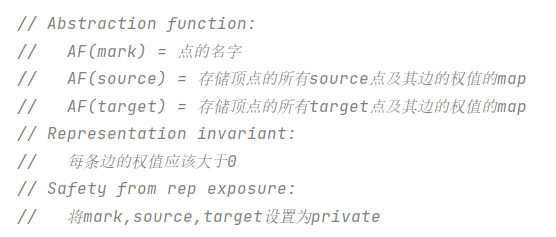 // Abstraction function:
//   AF(mark) = 点的名字
//   AF(source) = 存储顶点的所有source点及其边的权值的map
//   AF(target) = 存储顶点的所有target点及其边的权值的map
// Representation invariant:
//   每条边的权值应该大于0
// Safety from rep exposure:
//   将mark,source,target设置为private